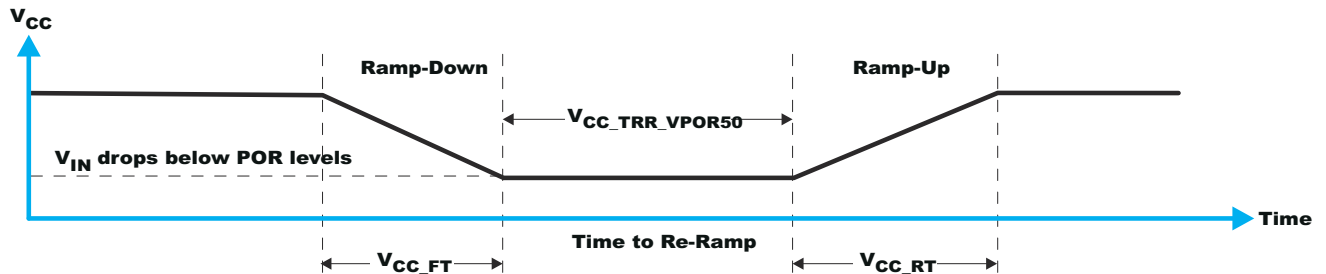 VCC
Ramp-Down
Ramp-Up
VCC_TRR_VPOR50
VIN drops below POR levels
Time
Time to Re-Ramp
VCC_FT
VCC_RT